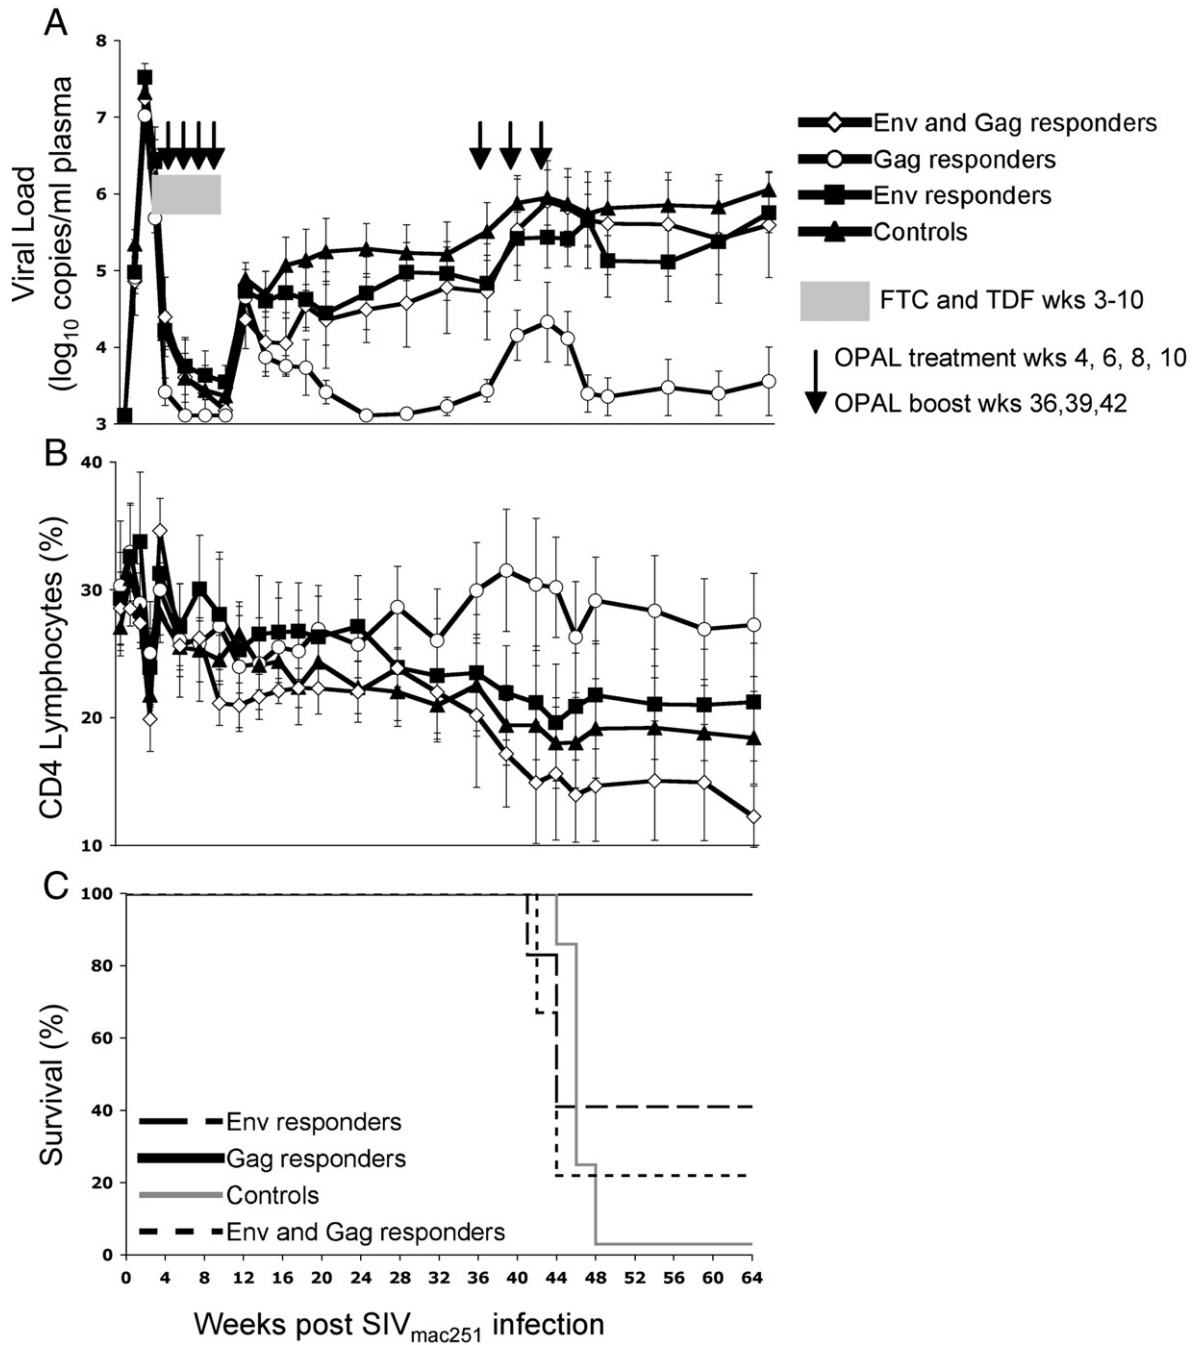 A
8
7
6
5
4
3
Viral Load
(log10 copies/ml plasma
Env and Gag responders
Gag responders
Env responders
Controls
FTC and TDF wks 3-10
OPAL treatment wks 4, 6, 8, 10
OPAL boost wks 36,39,42
B
40
30
20
10
CD4 Lymphocytes (%)
C
100
80
60
40
20
0
Survival (%)
Env responders
Gag responders
Controls
Env and Gag responders
0 4 8 12 16 20 24 28 32 36 40 44 48 52 56 60 64
Weeks post SIVmac251 infection